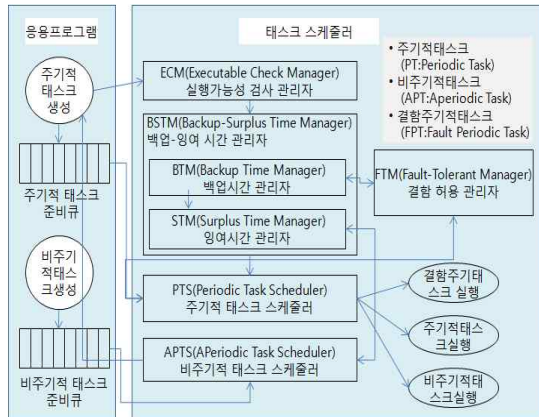 응용프로그램
주기적
태스크
생성
주기적 태스크
준비큐
비주기
적태스
크생성
비주기적 태스크
준비큐
태스크 스케줄러
ECM(Executable Check Manager)
실행가능성 검사 관리자
BSTM(Backup-Surplus Time Manager)
백업-잉여 시간 관리자
BTM(Backup Time Manager)
백업시간 관리자
STM(Surplus Time Manager)
잉여시간 관리자
PTS(Periodic Task Scheduler)
주기적 태스크 스케줄러
APTS(APeriodic Task Scheduler)
비주기적 태스크 스케줄러
• 주기적태스크
(PT:Periodic Task)
• 비주기적태스크
(APT:Aperiodic Task)
• 결함주기적태스크
(FPT:Fault Periodic Task)
FTM(Fault-Tolerant Manager)
결함 허용 관리자
결함주기태
스크 실행
주기적태스
크실행
비주기적태
스크실행